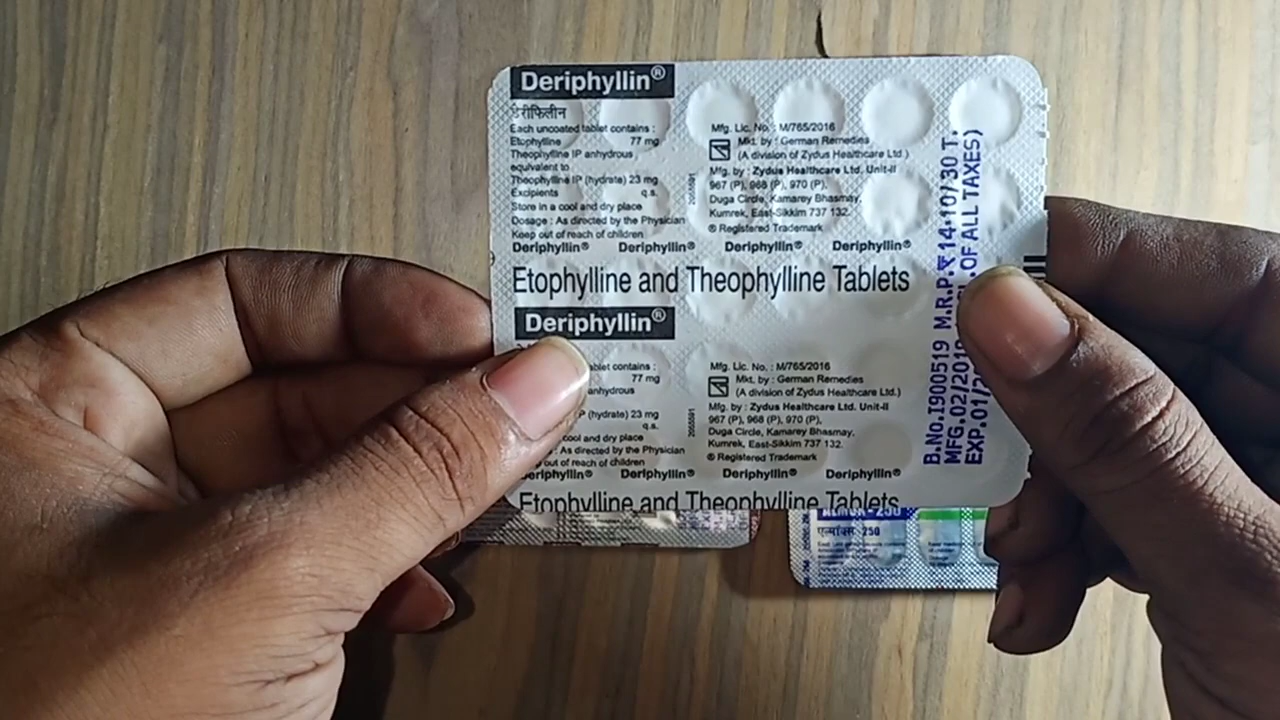 Deriphyllin®
डेरीफिलीन
Each uncoated tablet contains :
Etophylline 77 mg
Theophylline IP anhydrous
equivalent to
Theophylline IP (hydrate) 23 mg
Excipients q.s.
Store in a cool and dry place
Dosage : As directed by the Physician
Keep out of reach of children
Mfg. Lic. No. : M/765/2016
Mkt. by : German Remedies
(A division of Zydus Healthcare Ltd.)
Mfg. by : Zydus Healthcare Ltd. Unit-II
967 (P), 968 (P), 970 (P),
Duga Circle, Kamarey Bhasmay,
Kumrek, East-Sikkim 737 132.
® Registered Trademark
Deriphyllin® Deriphyllin® Deriphyllin® Deriphyllin®
Etophylline and Theophylline Tablets
Deriphyllin®
ablet contains :
77 mg
anhydrous
(hydrate) 23 mg
q.s.
cool and dry place
: As directed by the Physician
out of reach of children
Mfg. Lic. No. : M/765/2016
Mkt. by : German Remedies
(A division of Zydus Healthcare Ltd.)
Mfg. by : Zydus Healthcare Ltd. Unit-II
967 (P), 968 (P), 970 (P),
Duga Circle, Kamarey Bhasmay,
Kumrek, East-Sikkim 737 132.
® Registered Trademark
Deriphyllin® Deriphyllin® Deriphyllin® Deriphyllin®
Etophylline and Theophylline Tablets
B.No.I900519 M.R.P.₹14.10/30 T.
MFG.02/2019 OF ALL TAXES)
EXP.01/2
एल्मॉक्स 250